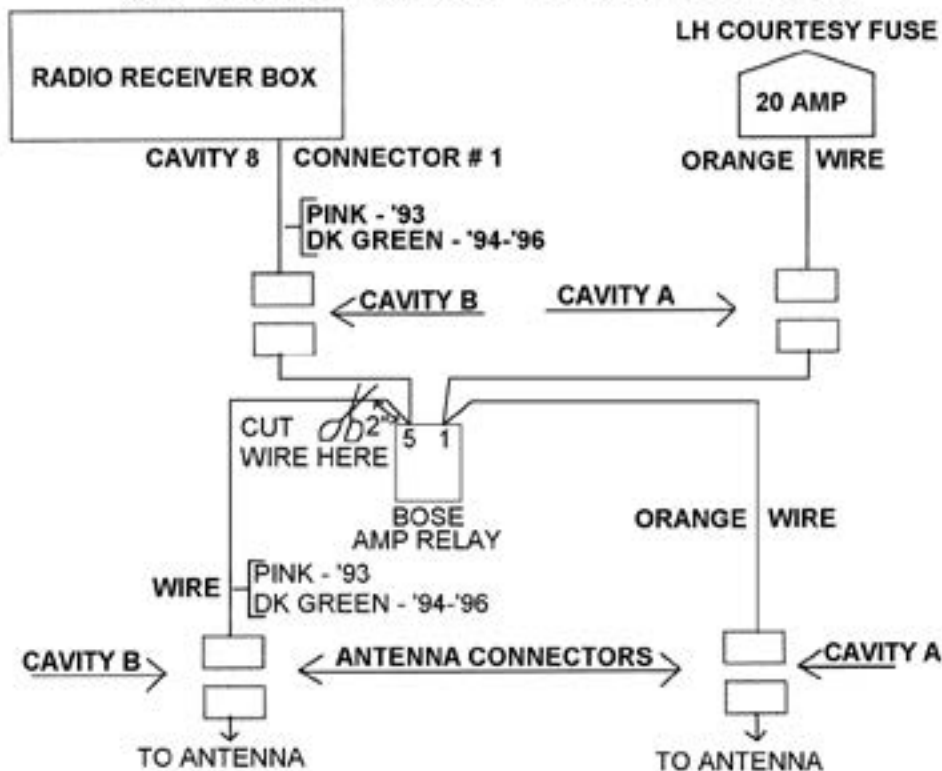 LH COURTESY FUSE
RADIO RECEIVER BOX
20 AMP
CAVITY 8 CONNECTOR # 1
ORANGE WIRE
PINK - '93
DK GREEN - '94-'96
CAVITY B
CAVITY A
CUT
WIRE HERE
2"
5 1
BOSE
AMP RELAY
ORANGE WIRE
WIRE
PINK - '93
DK GREEN - '94-'96
CAVITY B
ANTENNA CONNECTORS
CAVITY A
TO ANTENNA
TO ANTENNA